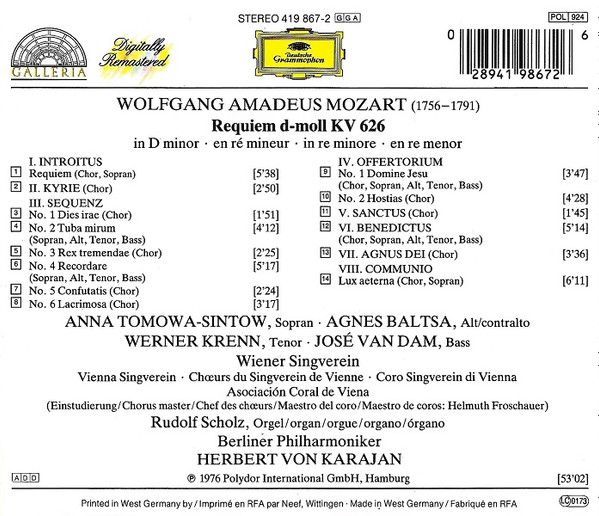 STEREO 419 867-2 GGA
POL 924
GALLERIA
Digitally
Remastered
Deutsche
Grammophon
0 28941 98672 6
WOLFGANG AMADEUS MOZART (1756–1791)
Requiem d-moll KV 626
in D minor · en ré mineur · in re minore · en re menor
I. INTROITUS
1 Requiem (Chor, Sopran) [5'38]
2 II. KYRIE (Chor) [2'50]
III. SEQUENZ
3 No. 1 Dies irae (Chor) [1'51]
4 No. 2 Tuba mirum [4'12]
(Sopran, Alt, Tenor, Bass)
5 No. 3 Rex tremendae (Chor) [2'25]
6 No. 4 Recordare [5'17]
(Sopran, Alt, Tenor, Bass)
7 No. 5 Confutatis (Chor) [2'24]
8 No. 6 Lacrimosa (Chor) [3'17]
IV. OFFERTORIUM
9 No. 1 Domine Jesu [3'47]
(Chor, Sopran, Alt, Tenor, Bass)
10 No. 2 Hostias (Chor) [4'28]
11 V. SANCTUS (Chor) [1'45]
12 VI. BENEDICTUS [5'14]
(Chor, Sopran, Alt, Tenor, Bass)
13 VII. AGNUS DEI (Chor) [3'36]
VIII. COMMUNIO
14 Lux aeterna (Chor, Sopran) [6'11]
ANNA TOMOWA-SINTOW, Sopran · AGNES BALTSA, Alt/contralto
WERNER KRENN, Tenor · JOSÉ VAN DAM, Bass
Wiener Singverein
Vienna Singverein · Chœurs du Singverein de Vienne · Coro Singverein di Vienna
Asociación Coral de Viena
(Einstudierung/Chorus master/Chef des chœurs/Maestro del coro/Maestro de coros: Helmuth Froschauer)
Rudolf Scholz, Orgel/organ/orgue/organo/órgano
Berliner Philharmoniker
HERBERT VON KARAJAN
ADD
℗ 1976 Polydor International GmbH, Hamburg
[53'02]
Printed in West Germany by / Imprimé en RFA par Neef, Wittingen · Made in West Germany / Fabriqué en RFA
LC 0173